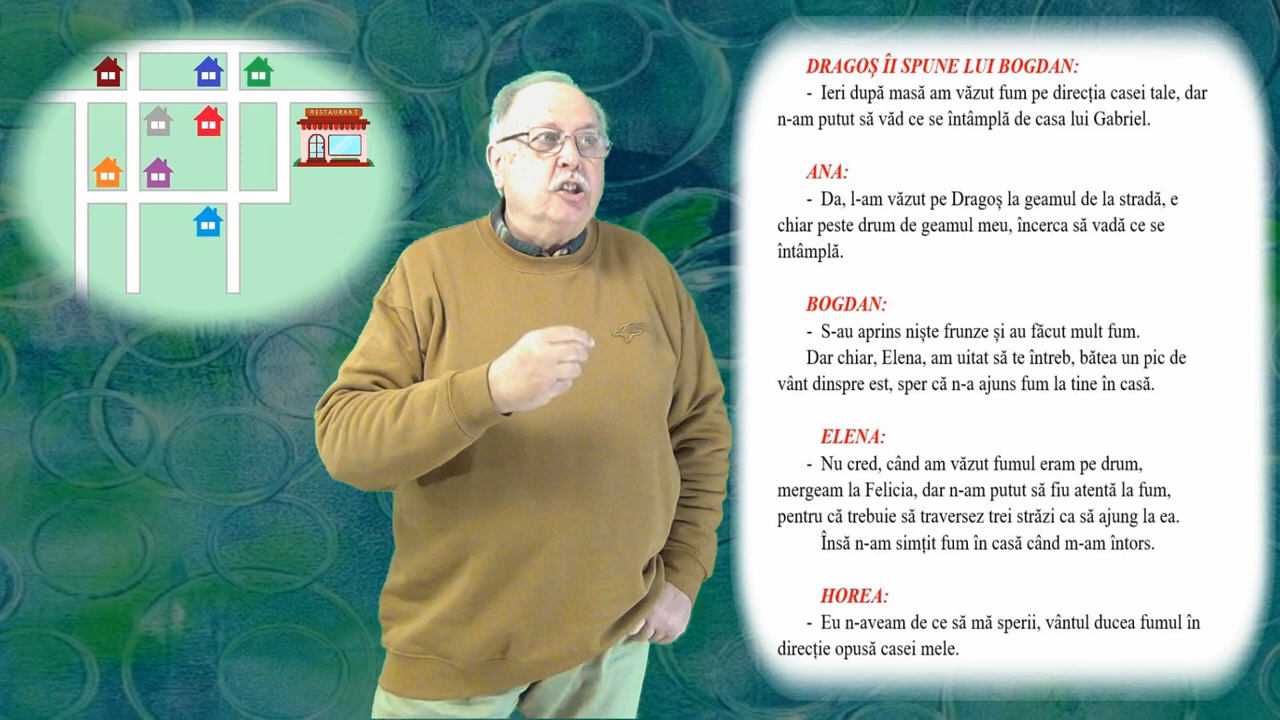 RESTAURANT
DRAGOȘ ÎI SPUNE LUI BOGDAN:
- Ieri după masă am văzut fum pe direcția casei tale, dar
n-am putut să văd ce se întâmplă de casa lui Gabriel.
ANA:
- Da, l-am văzut pe Dragoș la geamul de la stradă, e
chiar peste drum de geamul meu, încerca să vadă ce se
întâmplă.
BOGDAN:
- S-au aprins niște frunze și au făcut mult fum.
Dar chiar, Elena, am uitat să te întreb, bătea un pic de
vânt dinspre est, sper că n-a ajuns fum la tine în casă.
ELENA:
- Nu cred, când am văzut fumul eram pe drum,
mergeam la Felicia, dar n-am putut să fiu atentă la fum,
pentru că trebuie să traversez trei străzi ca să ajung la ea.
Însă n-am simțit fum în casă când m-am întors.
HOREA:
- Eu n-aveam de ce să mă sperii, vântul ducea fumul în
direcție opusă casei mele.